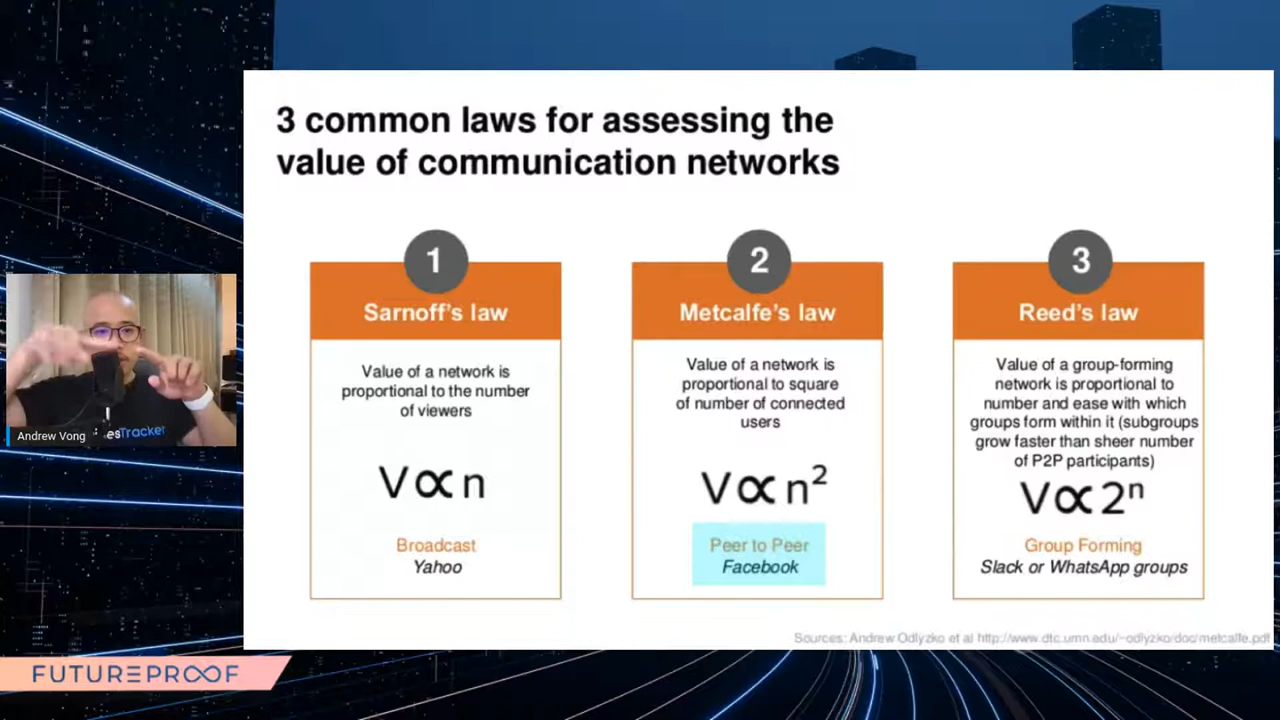 3 common laws for assessing the
value of communication networks
1
Sarnoff's law
Value of a network is
proportional to the number
of viewers
V∝n
Broadcast
Yahoo
2
Metcalfe's law
Value of a network is
proportional to square
of number of connected
users
V∝n²
Peer to Peer
Facebook
3
Reed's law
Value of a group-forming
network is proportional to
number and ease with which
groups form within it (subgroups
grow faster than sheer number
of P2P participants)
V∝2ⁿ
Group Forming
Slack or WhatsApp groups
Sources: Andrew Odlyzko et al http://www.dtc.umn.edu/~odlyzko/doc/metcalfe.pdf
Andrew Vong
esTracker
FUTUREPROOF